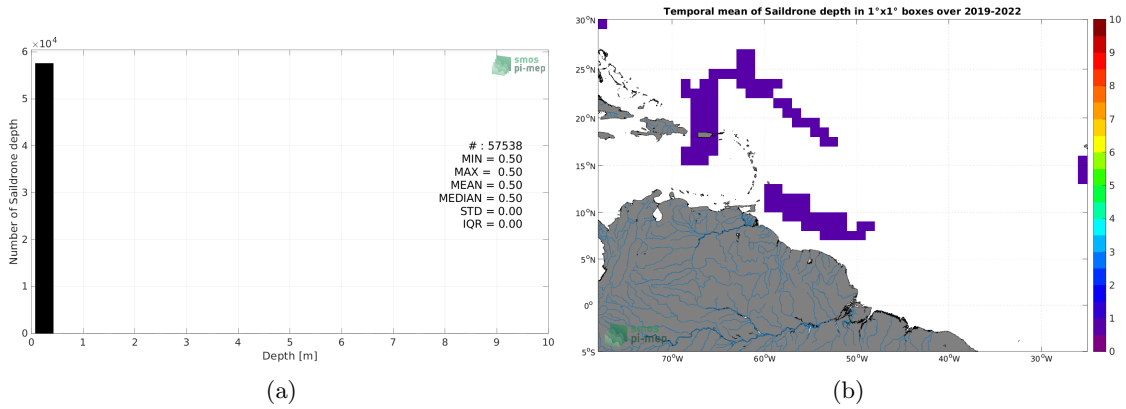 ×10⁴
6
5
4
3
2
1
0
Number of Saildrone depth
0 1 2 3 4 5 6 7 8 9 10
Depth [m]
smos
pi-mep
# : 57538
MIN = 0.50
MAX = 0.50
MEAN = 0.50
MEDIAN = 0.50
STD = 0.00
IQR = 0.00
(a)
Temporal mean of Saildrone depth in 1°x1° boxes over 2019-2022
30°N
25°N
20°N
15°N
10°N
5°N
0°
5°S
70°W 60°W 50°W 40°W 30°W
smos
pi-mep
10
9
8
7
6
5
4
3
2
1
0
(b)